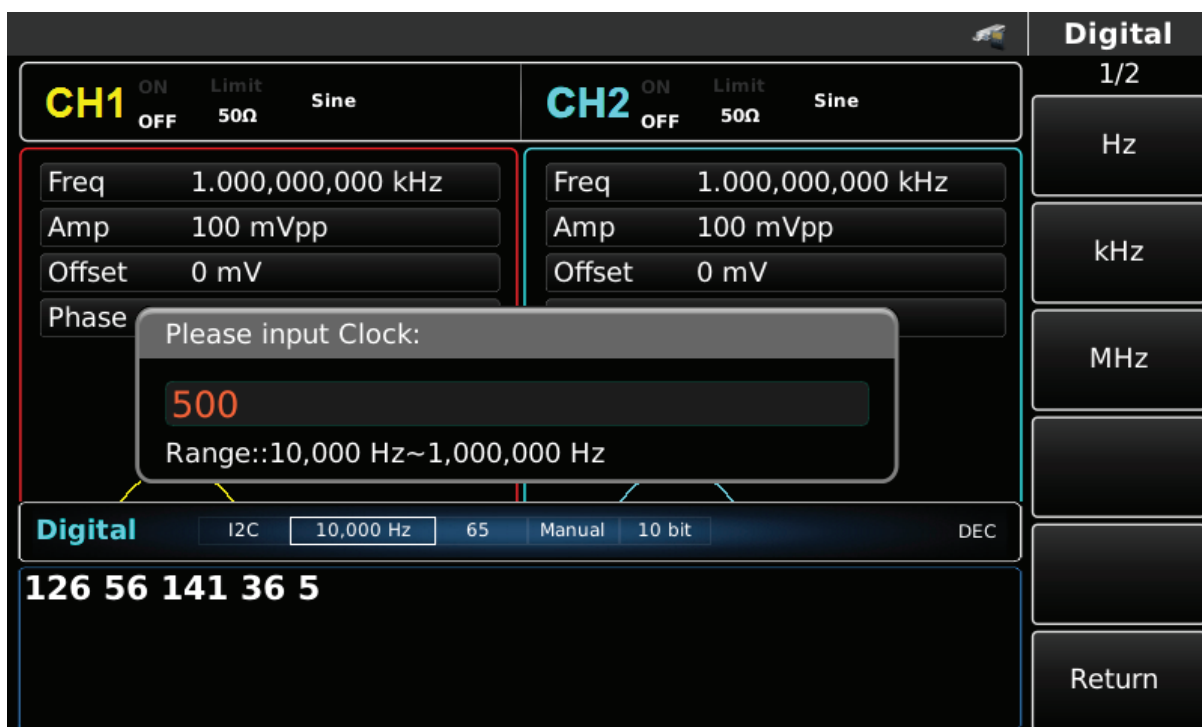 Digital
1/2
CH1 ON OFF Limit 50Ω Sine
CH2 ON OFF Limit 50Ω Sine
Freq 1.000,000,000 kHz
Amp 100 mVpp
Offset 0 mV
Phase
Freq 1.000,000,000 kHz
Amp 100 mVpp
Offset 0 mV
Please input Clock:
500
Range::10,000 Hz~1,000,000 Hz
Digital I2C 10,000 Hz 65 Manual 10 bit DEC
126 56 141 36 5
Hz
kHz
MHz
Return